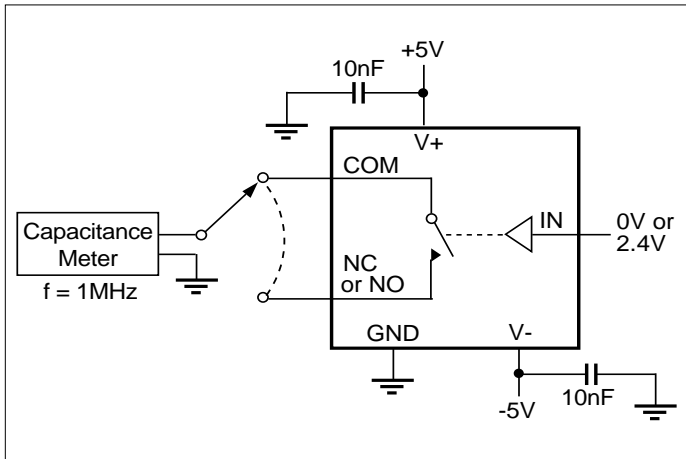 +5V
10nF
V+
COM
IN
0V or
2.4V
Capacitance
Meter
f = 1MHz
NC
or NO
GND
V-
-5V
10nF